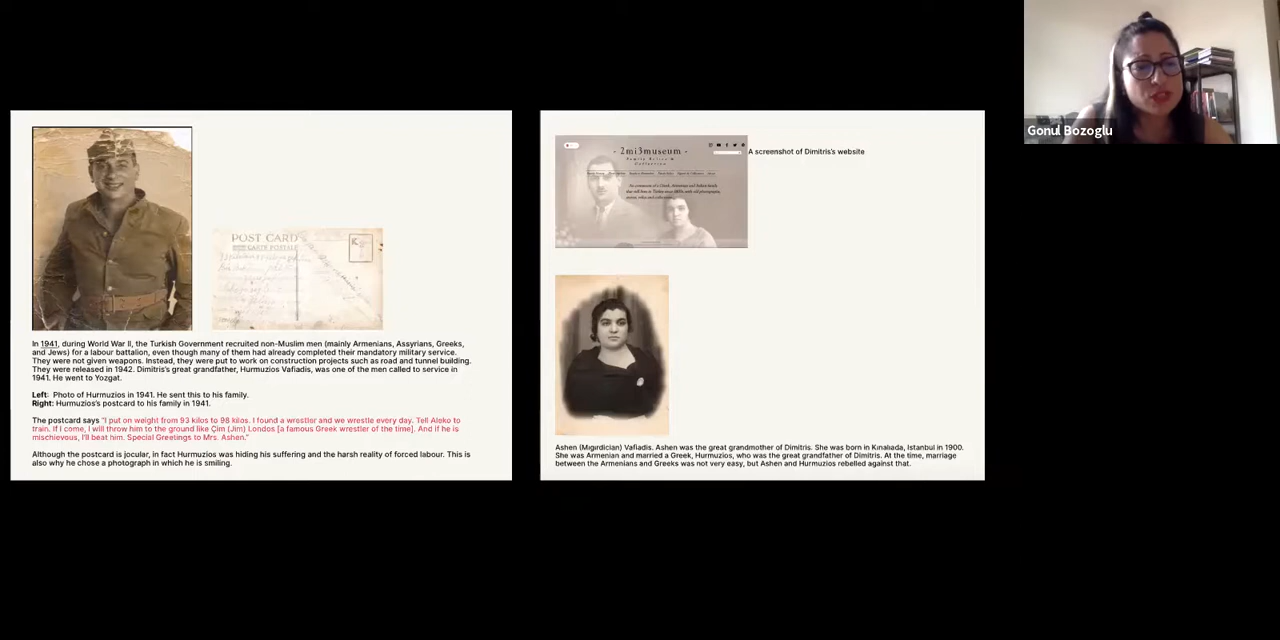 POST CARD
In 1941, during World War II, the Turkish Government recruited non-Muslim men (mainly Armenians, Assyrians, Greeks,
and Jews) for a labour battalion, even though many of them had already completed their mandatory military service.
They were not given weapons. Instead, they were put to work on construction projects such as road and tunnel building.
They were released in 1942. Dimitris's great grandfather, Hurmuzios Vafiadis, was one of the men called to service in
1941. He went to Yozgat.
Left: Photo of Hurmuzios in 1941. He sent this to his family.
Right: Hurmuzios's postcard to his family in 1941.
The postcard says "I put on weight from 93 kilos to 98 kilos. I found a wrestler and we wrestle every day. Tell Aleko to
train. If I come, I will throw him to the ground like Çim (Jim) Londos [a famous Greek wrestler of the time]. And if he is
mischievous, I'll beat him. Special Greetings to Mrs. Ashen."
Although the postcard is jocular, in fact Hurmuzios was hiding his suffering and the harsh reality of forced labour. This is
also why he chose a photograph in which he is smiling.
- 2mi3museum -
A screenshot of Dimitris's website
Ashen (Mıgırdician) Vafiadis. Ashen was the great grandmother of Dimitris. She was born in Kınalıada, Istanbul in 1900.
She was Armenian and married a Greek, Hurmuzios, who was the great grandfather of Dimitris. At the time, marriage
between the Armenians and Greeks was not very easy, but Ashen and Hurmuzios rebelled against that.
Gonul Bozoglu